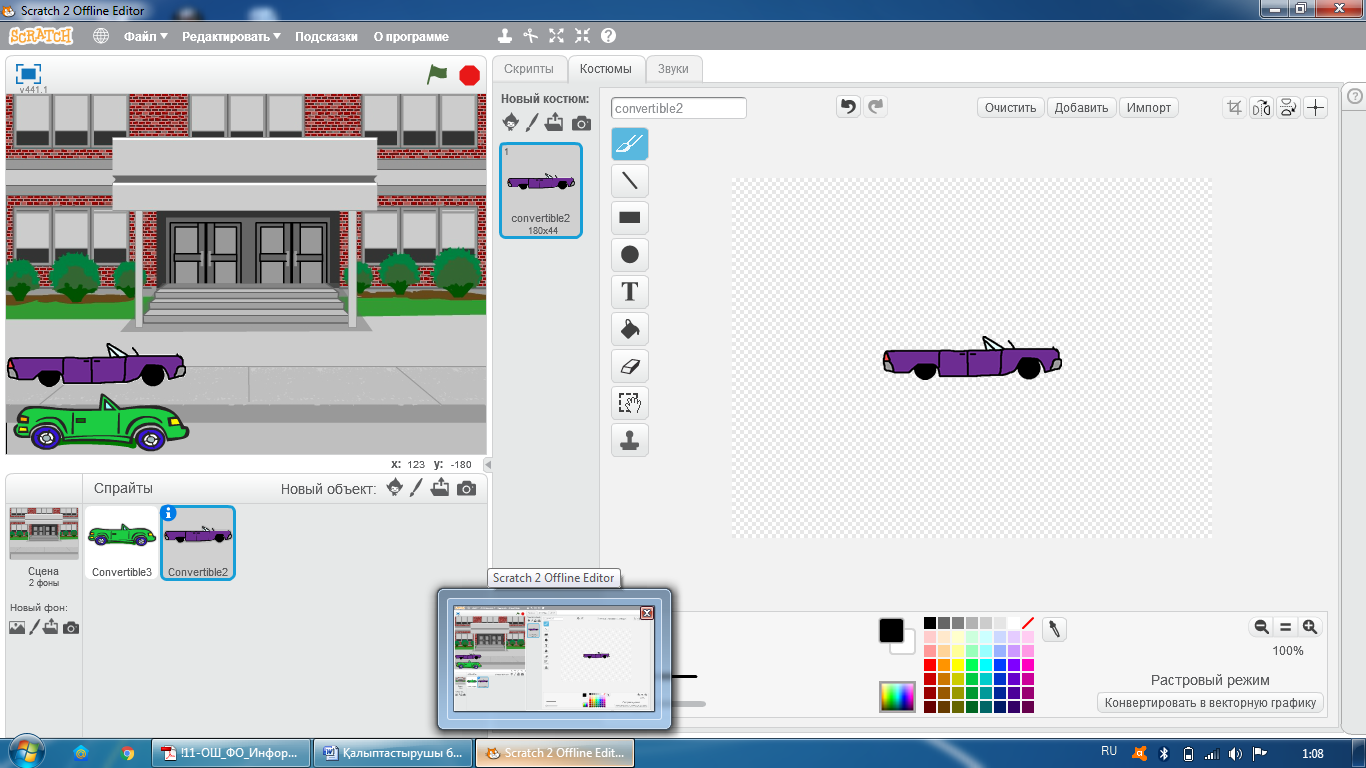 Scratch 2 Offline Editor
SCRATCH
Файл
Редактировать
Подсказки
О программе
v441.1
Скрипты
Костюмы
Звуки
Новый костюм:
convertible2
Очистить
Добавить
Импорт
1
convertible2
180x44
T
x: 123 y: -180
Спрайты
Новый объект:
Сцена
2 фоны
Новый фон:
Convertible3
Convertible2
Scratch 2 Offline Editor
100%
Растровый режим
Конвертировать в векторную графику
!11-ОШ_ФО_Инфор...
Қалыптастырушы б...
Scratch 2 Offline Edit...
RU
1:08